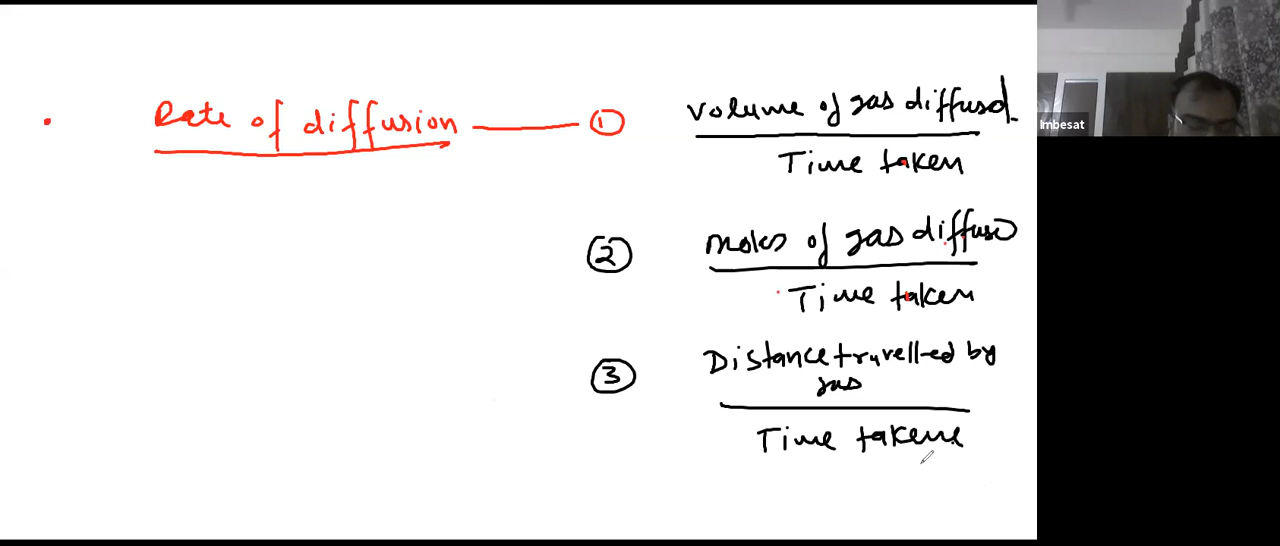 Rate of diffusion ——— ① volume of gas diffused
Time taken
② moles of gas diffused
Time taken
③ Distance travelled by
gas
Time taken
Imbesat